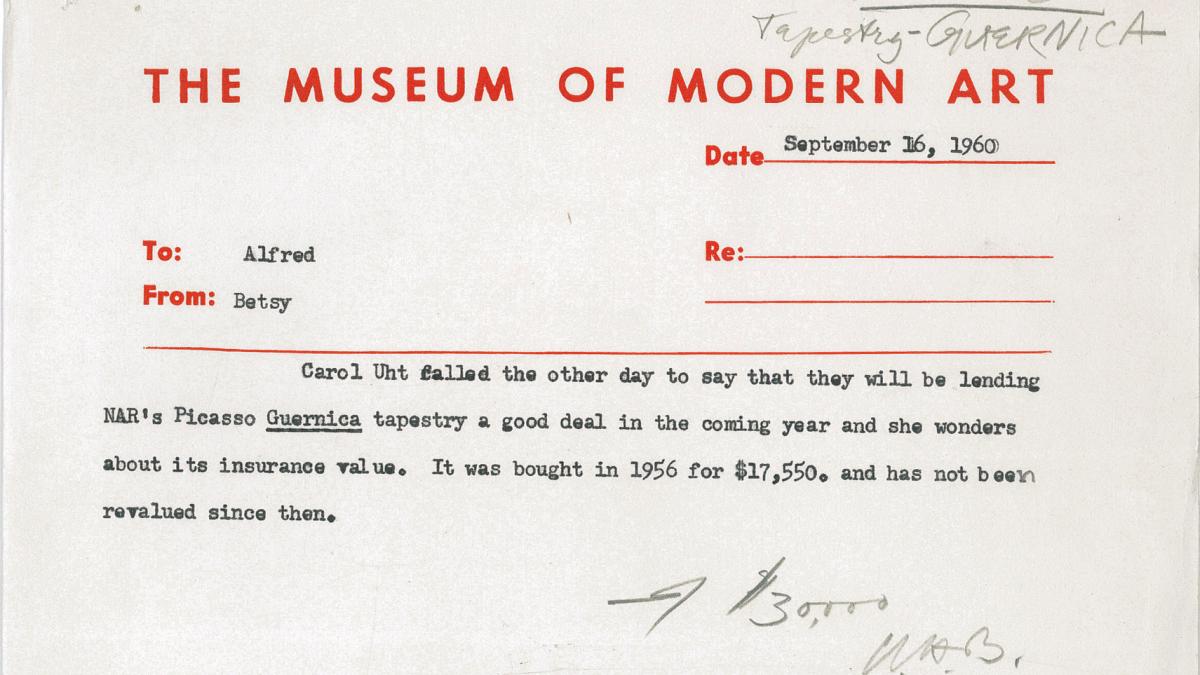 Tapestry-GUERNICA
THE MUSEUM OF MODERN ART
Date September 16, 1960
To: Alfred
Re:
From: Betsy
Carol Uht called the other day to say that they will be lending
NAR's Picasso Guernica tapestry a good deal in the coming year and she wonders
about its insurance value. It was bought in 1956 for $17,550. and has not been
revalued since then.
$30,000
A.H.B.